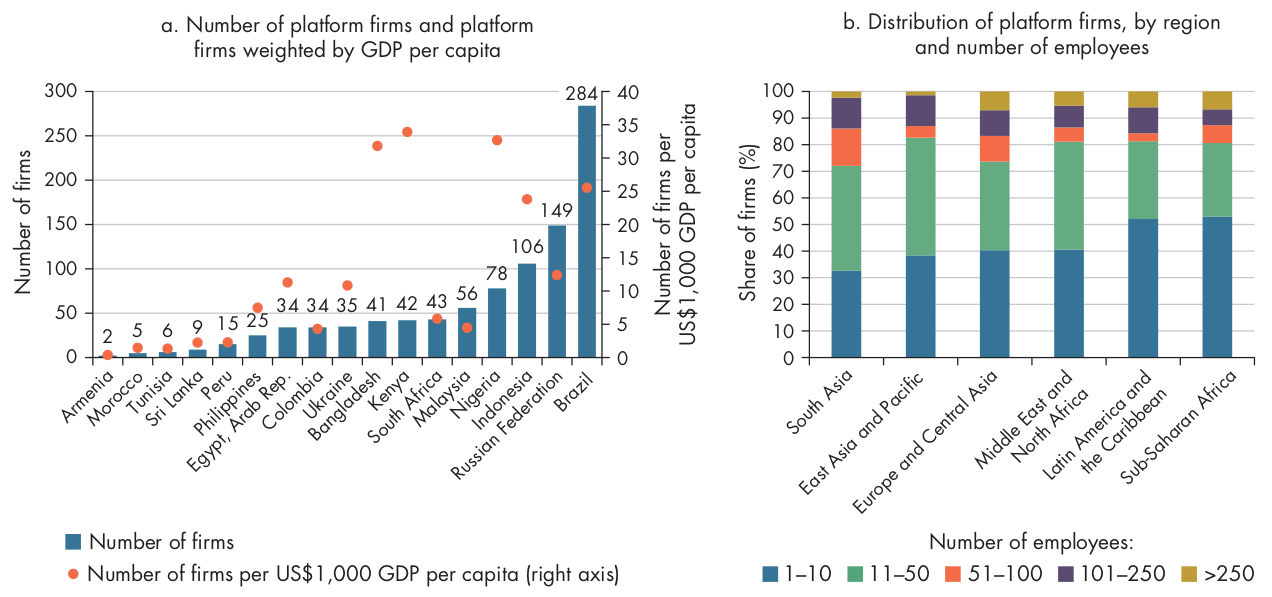 a. Number of platform firms and platform
firms weighted by GDP per capita
Number of firms
300
250
200
150
100
50
0
2
5
6
9
15
25
34
34
35
41
42
43
56
78
106
149
284
40
35
30
25
20
15
10
5
0
Number of firms per
US$1,000 GDP per capita
Armenia
Morocco
Tunisia
Sri Lanka
Peru
Philippines
Egypt, Arab Rep.
Colombia
Ukraine
Bangladesh
Kenya
South Africa
Malaysia
Nigeria
Indonesia
Russian Federation
Brazil
Number of firms
Number of firms per US$1,000 GDP per capita (right axis)
b. Distribution of platform firms, by region
and number of employees
Share of firms (%)
100
90
80
70
60
50
40
30
20
10
0
South Asia
East Asia and Pacific
Europe and Central Asia
Middle East and
North Africa
Latin America and
the Caribbean
Sub-Saharan Africa
Number of employees:
1–10
11–50
51–100
101–250
>250